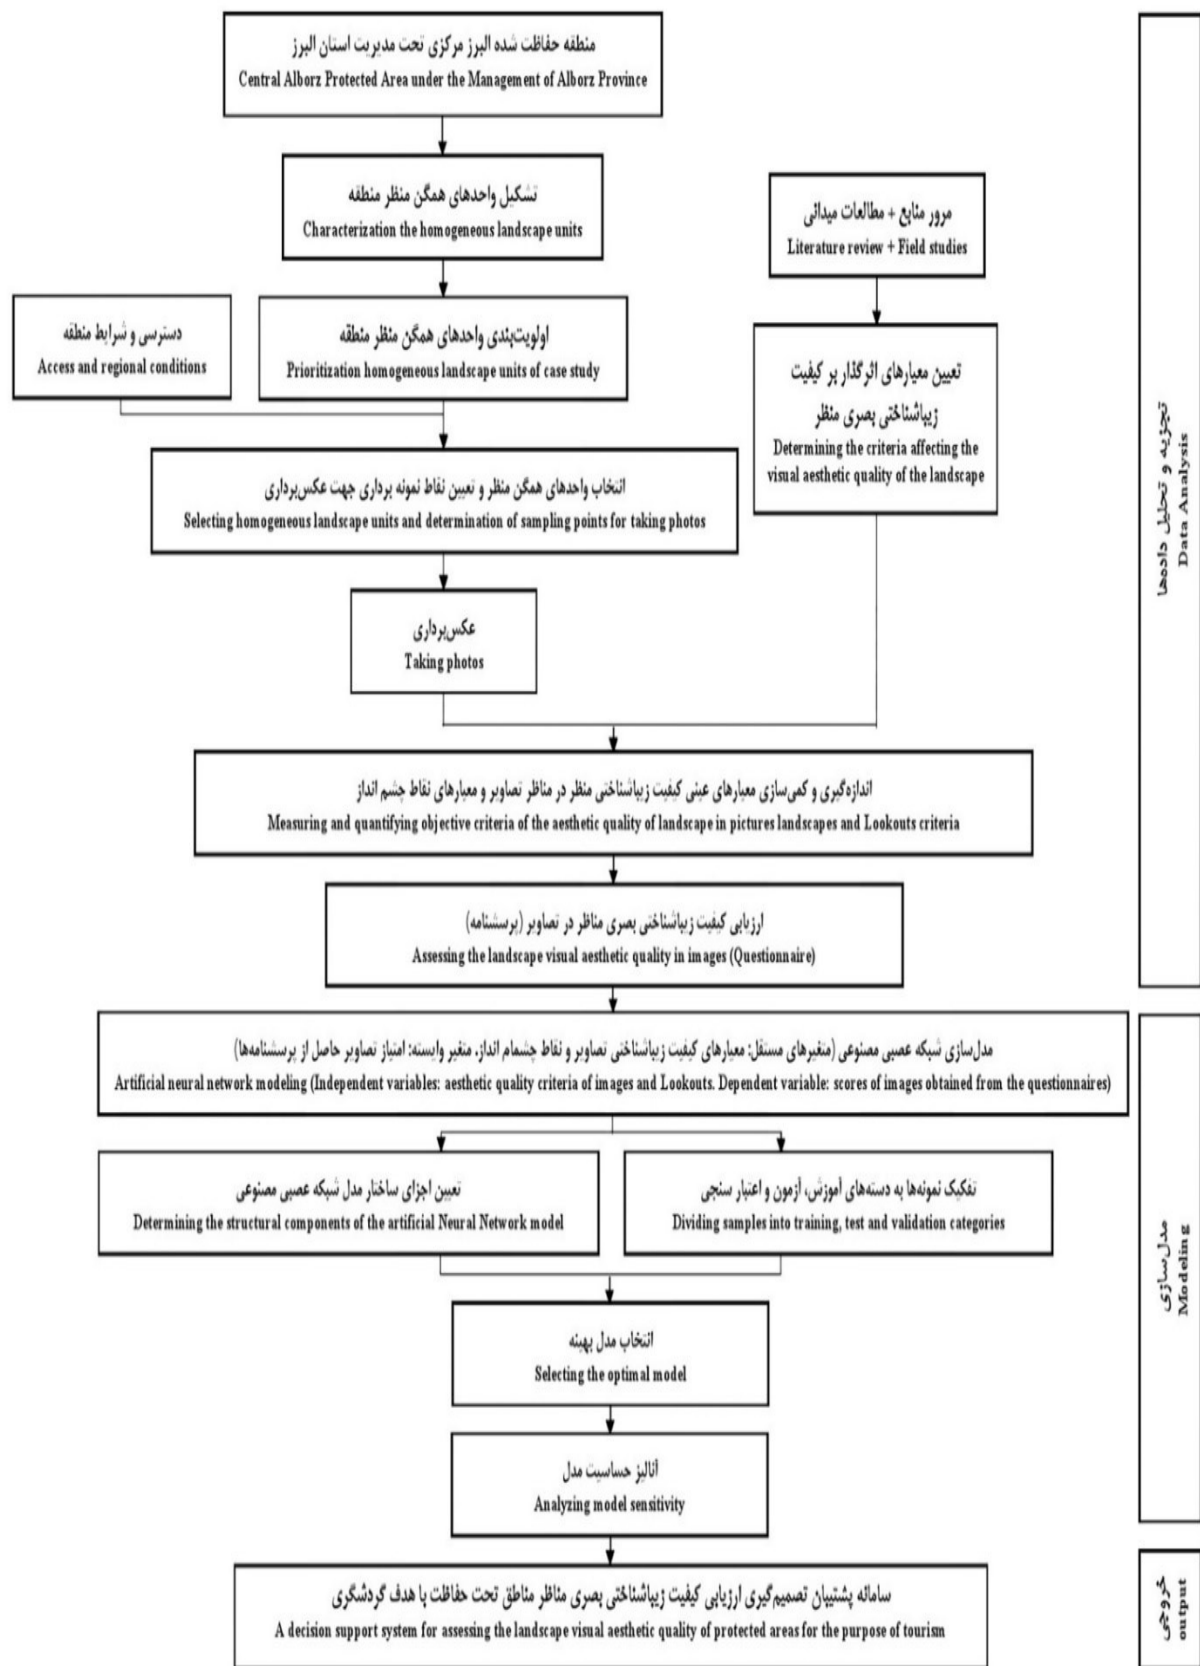 منطقه حفاظت شده البرز مرکزی تحت مدیریت استان البرز
Central Alborz Protected Area under the Management of Alborz Province
تشکیل واحدهای همگن منظر منطقه
Characterization the homogeneous landscape units
مرور منابع + مطالعات میدانی
Literature review + Field studies
دسترسی و شرایط منطقه
Access and regional conditions
اولویت‌بندی واحدهای همگن منظر منطقه
Prioritization homogeneous landscape units of case study
تعیین معیارهای اثرگذار بر کیفیت
زیباشناختی بصری منظر
Determining the criteria affecting the
visual aesthetic quality of the landscape
انتخاب واحدهای همگن منظر و تعیین نقاط نمونه برداری جهت عکس‌برداری
Selecting homogeneous landscape units and determination of sampling points for taking photos
عکس‌برداری
Taking photos
اندازه‌گیری و کمی‌سازی معیارهای عینی کیفیت زیباشناختی منظر در مناظر تصاویر و معیارهای نقاط چشم انداز
Measuring and quantifying objective criteria of the aesthetic quality of landscape in pictures landscapes and Lookouts criteria
ارزیابی کیفیت زیباشناختی بصری مناظر در تصاویر (پرسشنامه)
Assessing the landscape visual aesthetic quality in images (Questionnaire)
تجزیه و تحلیل داده‌ها
Data Analysis
مدل‌سازی شبکه عصبی مصنوعی (متغیرهای مستقل: معیارهای کیفیت زیباشناختی تصاویر و نقاط چشمام انداز، متغیر وابسته: امتیاز تصاویر حاصل از پرسشنامه‌ها)
Artificial neural network modeling (Independent variables: aesthetic quality criteria of images and Lookouts. Dependent variable: scores of images obtained from the questionnaires)
تعیین اجزای ساختار مدل شبکه عصبی مصنوعی
Determining the structural components of the artificial Neural Network model
تفکیک نمونه‌ها به دسته‌های آموزش، آزمون و اعتبار سنجی
Dividing samples into training, test and validation categories
انتخاب مدل بهینه
Selecting the optimal model
آنالیز حساسیت مدل
Analyzing model sensitivity
مدل‌سازی
Modeling
سامانه پشتیبان تصمیم‌گیری ارزیابی کیفیت زیباشناختی بصری مناظر مناطق تحت حفاظت با هدف گردشگری
A decision support system for assessing the landscape visual aesthetic quality of protected areas for the purpose of tourism
خروجی
output